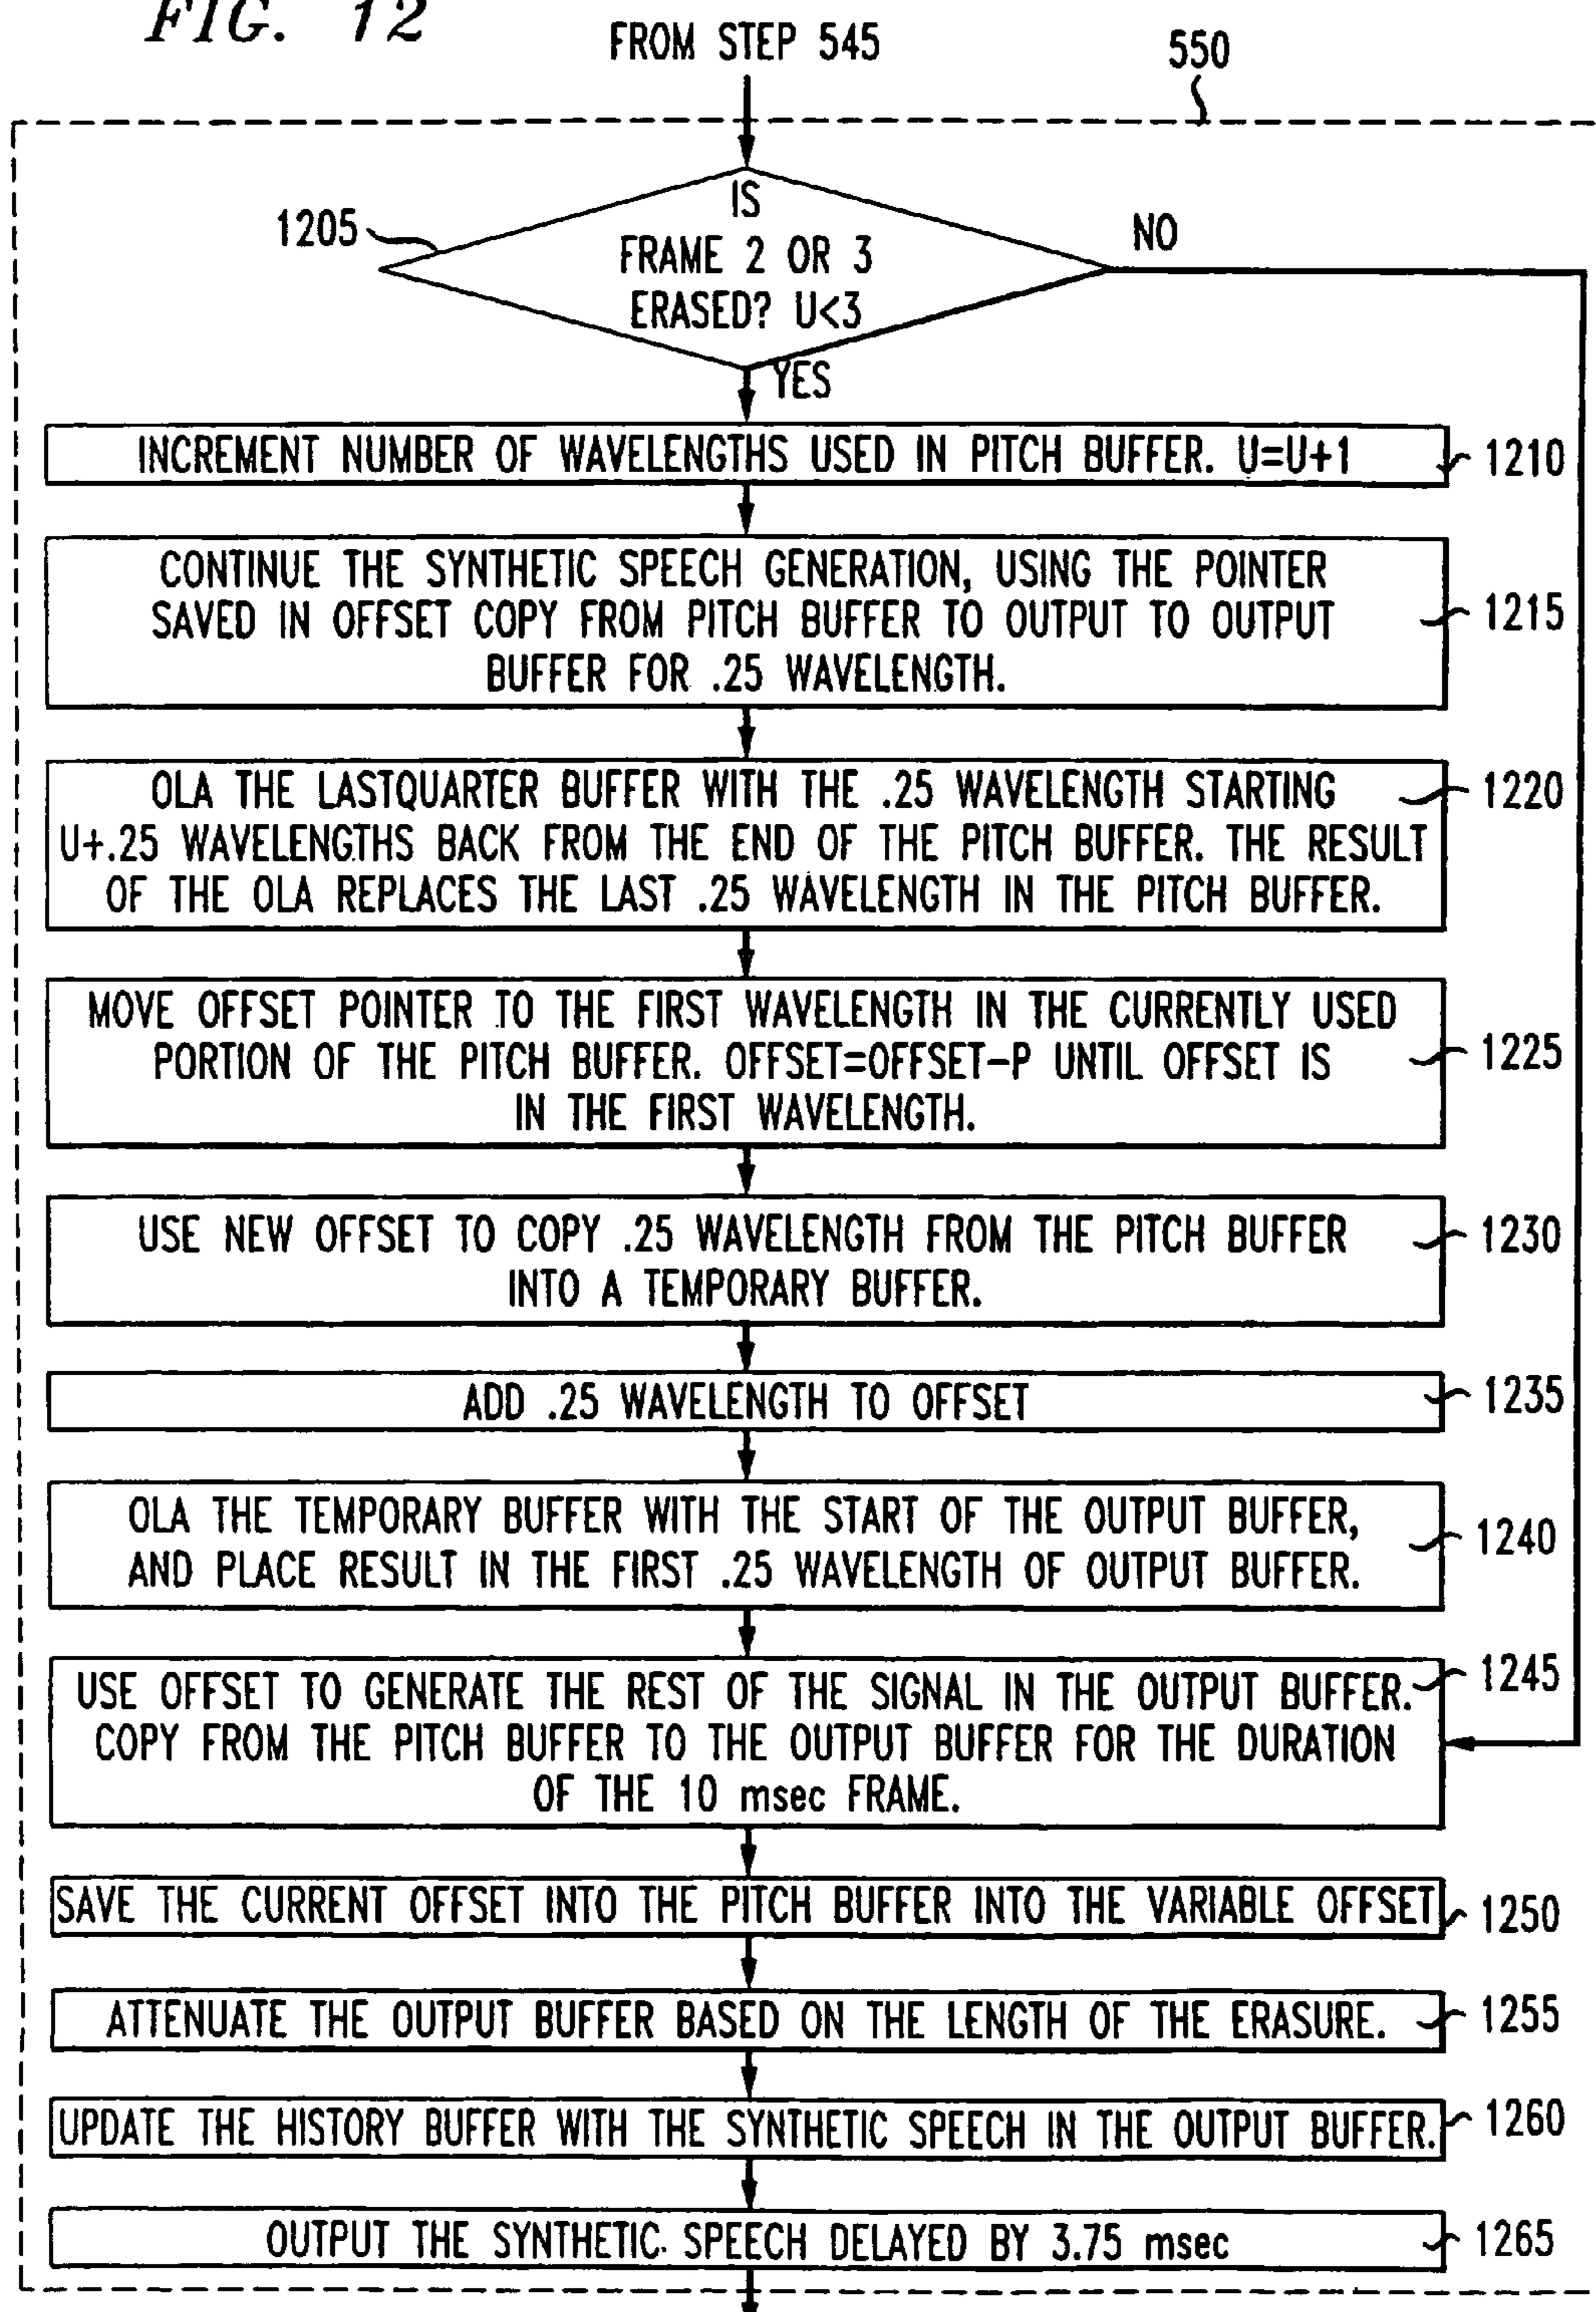 FIG. 12
FROM STEP 545
550
1205
IS
FRAME 2 OR 3
ERASED? U<3
NO
YES
INCREMENT NUMBER OF WAVELENGTHS USED IN PITCH BUFFER. U=U+1
1210
CONTINUE THE SYNTHETIC SPEECH GENERATION, USING THE POINTER
SAVED IN OFFSET COPY FROM PITCH BUFFER TO OUTPUT TO OUTPUT
BUFFER FOR .25 WAVELENGTH.
1215
OLA THE LASTQUARTER BUFFER WITH THE .25 WAVELENGTH STARTING
U+.25 WAVELENGTHS BACK FROM THE END OF THE PITCH BUFFER. THE RESULT
OF THE OLA REPLACES THE LAST .25 WAVELENGTH IN THE PITCH BUFFER.
1220
MOVE OFFSET POINTER TO THE FIRST WAVELENGTH IN THE CURRENTLY USED
PORTION OF THE PITCH BUFFER. OFFSET=OFFSET-P UNTIL OFFSET IS
IN THE FIRST WAVELENGTH.
1225
USE NEW OFFSET TO COPY .25 WAVELENGTH FROM THE PITCH BUFFER
INTO A TEMPORARY BUFFER.
1230
ADD .25 WAVELENGTH TO OFFSET
1235
OLA THE TEMPORARY BUFFER WITH THE START OF THE OUTPUT BUFFER,
AND PLACE RESULT IN THE FIRST .25 WAVELENGTH OF OUTPUT BUFFER.
1240
USE OFFSET TO GENERATE THE REST OF THE SIGNAL IN THE OUTPUT BUFFER.
COPY FROM THE PITCH BUFFER TO THE OUTPUT BUFFER FOR THE DURATION
OF THE 10 msec FRAME.
1245
SAVE THE CURRENT OFFSET INTO THE PITCH BUFFER INTO THE VARIABLE OFFSET
1250
ATTENUATE THE OUTPUT BUFFER BASED ON THE LENGTH OF THE ERASURE.
1255
UPDATE THE HISTORY BUFFER WITH THE SYNTHETIC SPEECH IN THE OUTPUT BUFFER.
1260
OUTPUT THE SYNTHETIC SPEECH DELAYED BY 3.75 msec
1265